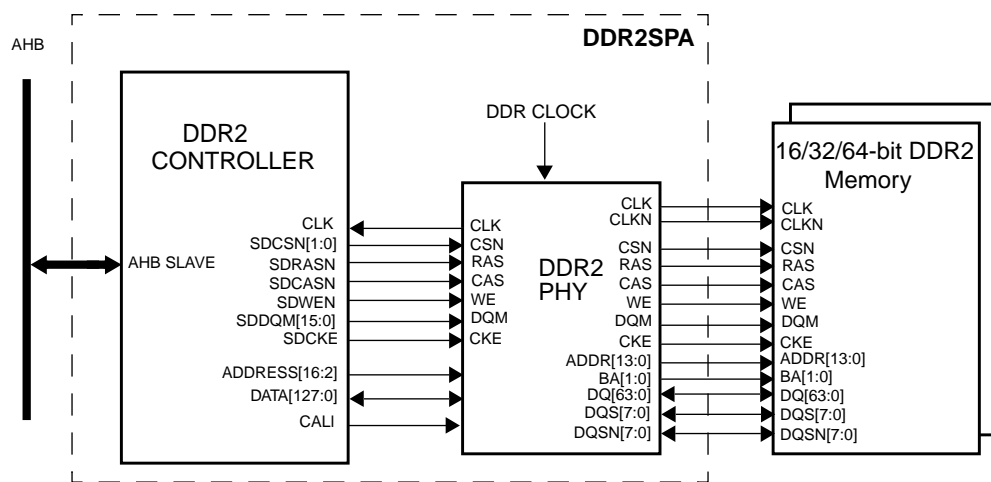 AHB
DDR2SPA
DDR2
CONTROLLER
DDR CLOCK
16/32/64-bit DDR2
Memory
AHB SLAVE
CLK
SDCSN[1:0]
SDRASN
SDCASN
SDWEN
SDDQM[15:0]
SDCKE
ADDRESS[16:2]
DATA[127:0]
CALI
CLK
CSN
RAS
CAS
WE
DQM
CKE
DDR2
PHY
CLK
CLKN
CSN
RAS
CAS
WE
DQM
CKE
ADDR[13:0]
BA[1:0]
DQ[63:0]
DQS[7:0]
DQSN[7:0]
CLK
CLKN
CSN
RAS
CAS
WE
DQM
CKE
ADDR[13:0]
BA[1:0]
DQ[63:0]
DQS[7:0]
DQSN[7:0]